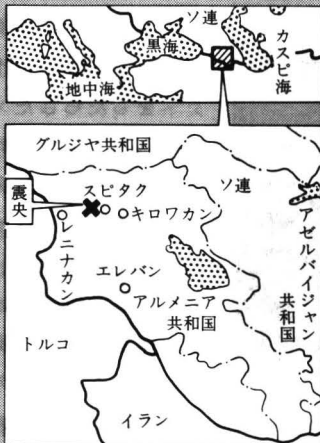 ソ連
黒海
カスピ海
地中海
グルジヤ共和国
スピタク
ソ連
震央
キロワカン
レニナカン
アゼルバイジャン共和国
エレバン
アルメニア
共和国
トルコ
イラン